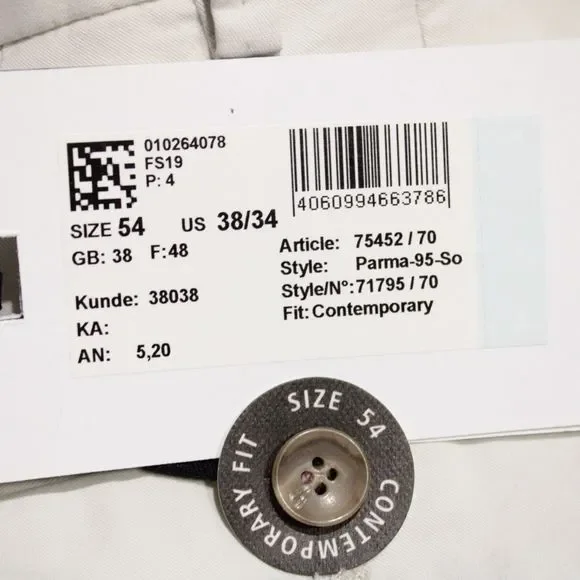 010264078
FS19
P: 4
4060994663786
SIZE 54 US 38/34
GB: 38 F:48
Article: 75452 / 70
Style: Parma-95-So
Style/N°:71795 / 70
Fit: Contemporary
Kunde: 38038
KA:
AN: 5,20
SIZE 54
CONTEMPORARY FIT